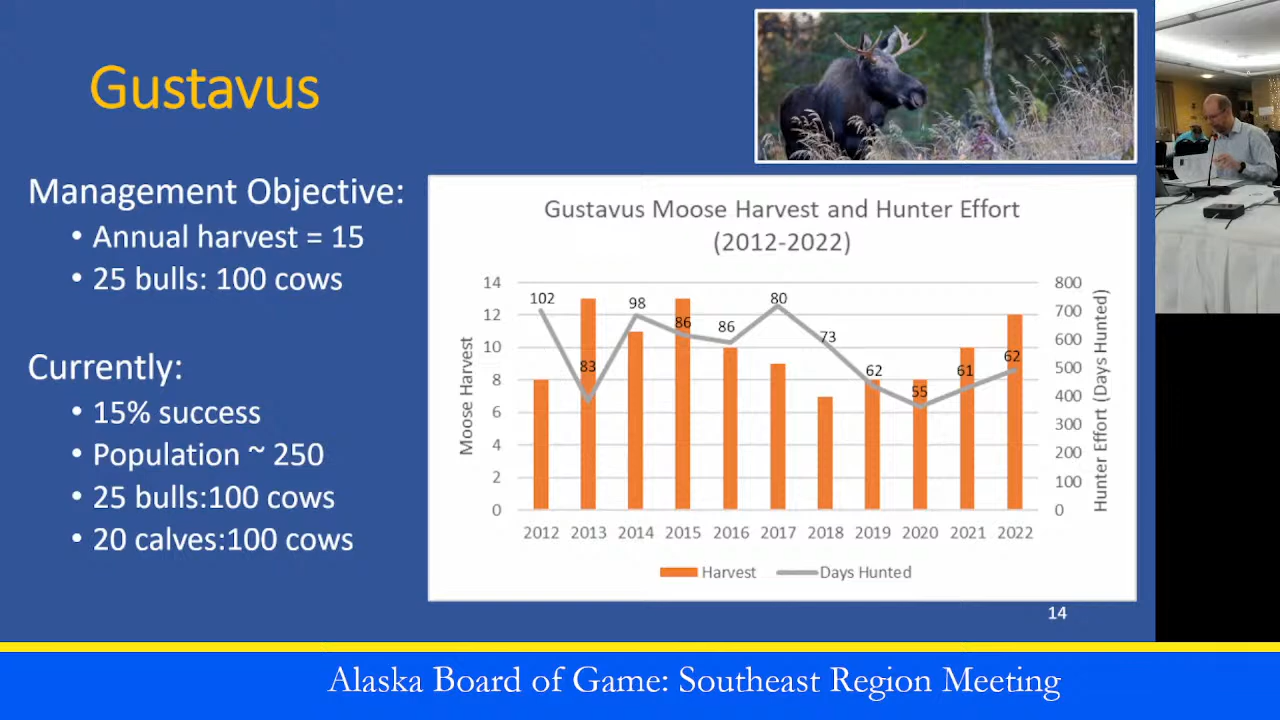 Gustavus
Management Objective:
• Annual harvest = 15
• 25 bulls: 100 cows
Currently:
• 15% success
• Population ~ 250
• 25 bulls:100 cows
• 20 calves:100 cows
Gustavus Moose Harvest and Hunter Effort
(2012-2022)
Moose Harvest
14
12
10
8
6
4
2
0
102
83
98
86
86
80
73
62
55
61
62
800
700
600
500
400
300
200
100
0
Hunter Effort (Days Hunted)
2012 2013 2014 2015 2016 2017 2018 2019 2020 2021 2022
Harvest Days Hunted
14
Alaska Board of Game: Southeast Region Meeting